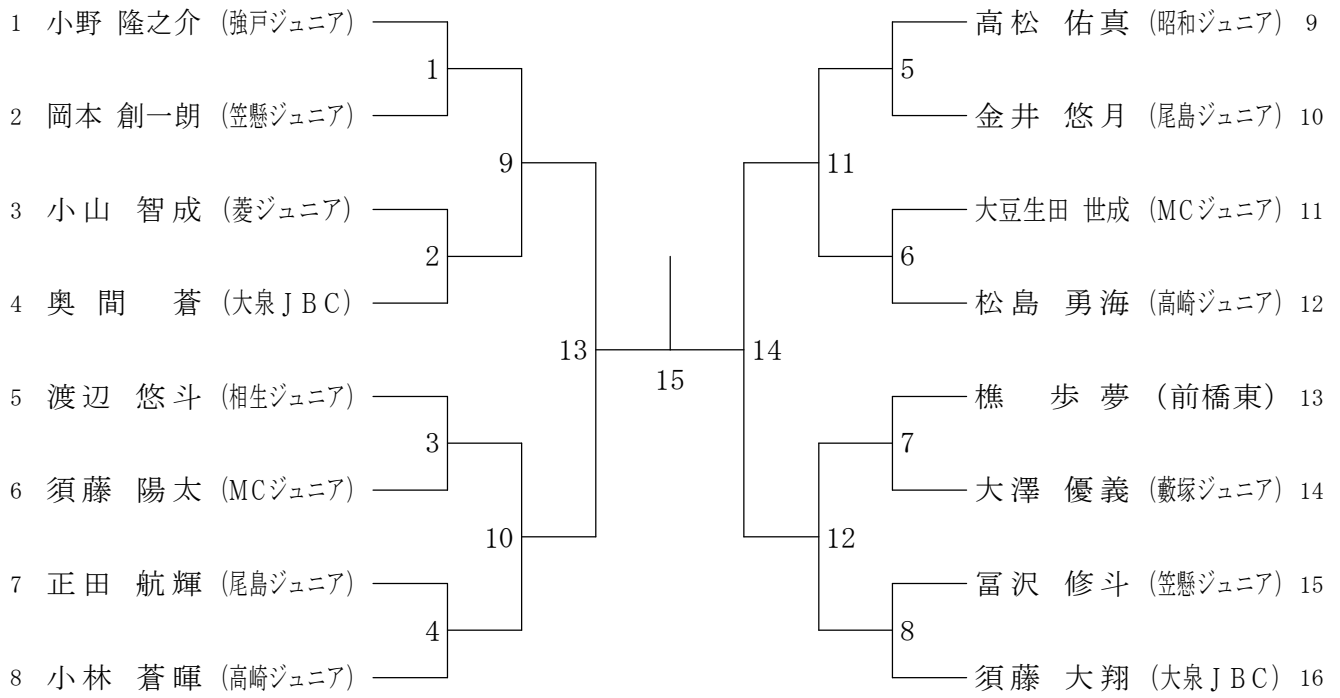 1 小野 隆之介 (強戸ジュニア)
2 岡本 創一朗 (笠懸ジュニア)
3 小山 智成 (菱ジュニア)
4 奥間 蒼 (大泉JBC)
5 渡辺 悠斗 (相生ジュニア)
6 須藤 陽太 (MCジュニア)
7 正田 航輝 (尾島ジュニア)
8 小林 蒼暉 (高崎ジュニア)
1
2
3
4
9
10
13
15
14
11
12
5
6
7
8
高松 佑真 (昭和ジュニア) 9
金井 悠月 (尾島ジュニア) 10
大豆生田 世成 (MCジュニア) 11
松島 勇海 (高崎ジュニア) 12
樵 歩夢 (前橋東) 13
大澤 優義 (藪塚ジュニア) 14
冨沢 修斗 (笠懸ジュニア) 15
須藤 大翔 (大泉JBC) 16